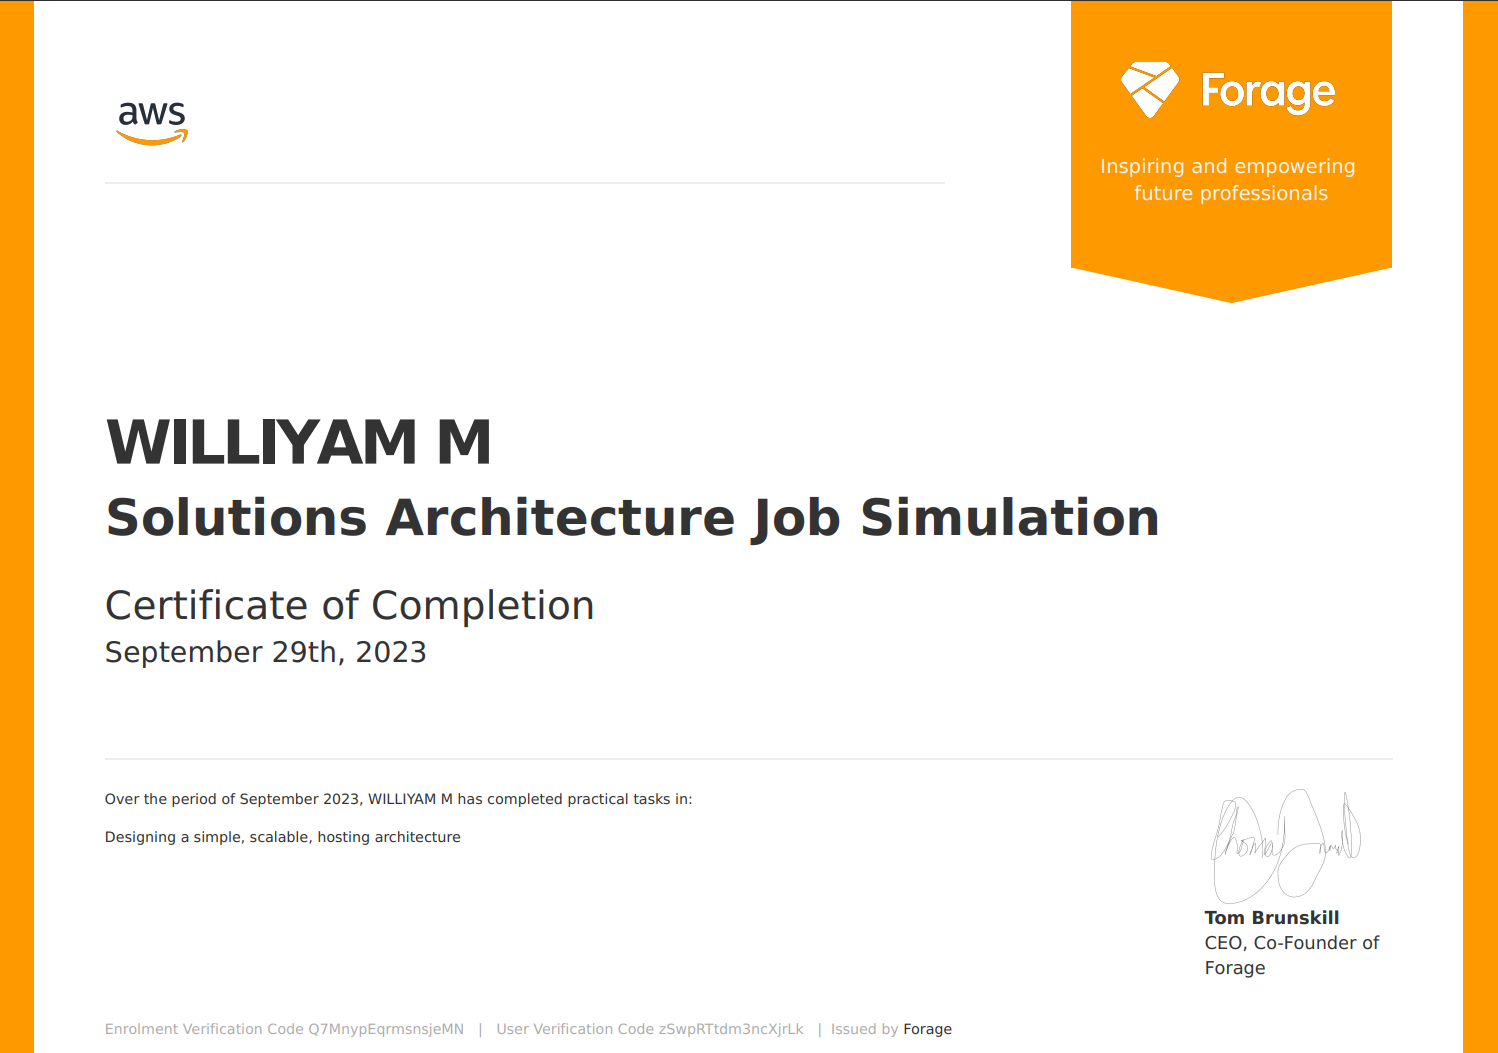 aws
Forage
Inspiring and empowering
future professionals
WILLIYAM M
Solutions Architecture Job Simulation
Certificate of Completion
September 29th, 2023
Over the period of September 2023, WILLIYAM M has completed practical tasks in:
Designing a simple, scalable, hosting architecture
Tom Brunskill
CEO, Co-Founder of
Forage
Enrolment Verification Code Q7MnypEqrmsnsjeMN | User Verification Code zSwpRTtdm3ncXjrLk | Issued by Forage